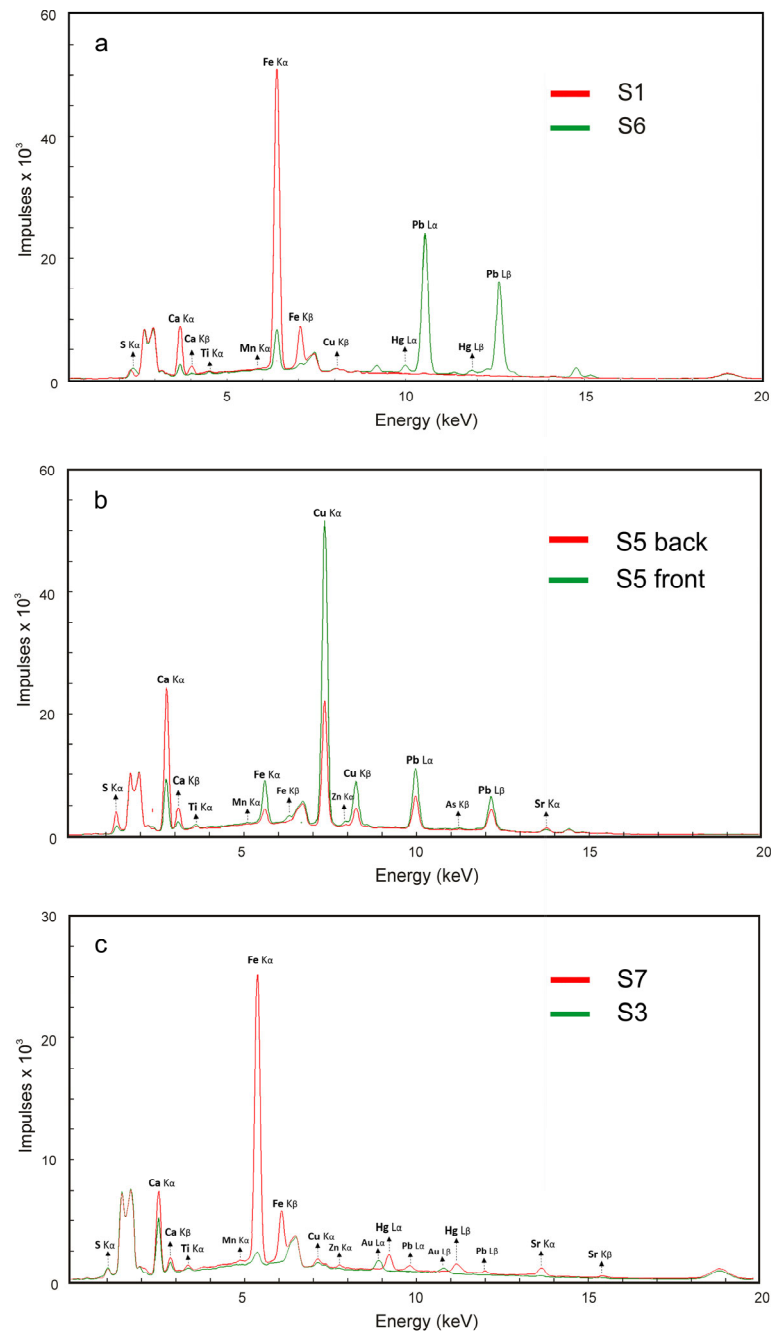 60
a
Fe Kα
S1
S6
50
40
Impulses x 10³
Pb Lα
20
Pb Lβ
Ca Kα
Fe Kβ
S Kα
Ca Kβ
Ti Kα
Mn Kα
Cu Kβ
Hg Lα
Hg Lβ
0
5
10
15
20
Energy (keV)
60
b
Cu Kα
S5 back
S5 front
50
40
Impulses x 10³
Ca Kα
20
Fe Kα
Cu Kβ
Pb Lα
Pb Lβ
S Kα
Ca Kβ
Ti Kα
Mn Kα
Fe Kβ
Zn Kα
As Kβ
Sr Kα
0
5
10
15
20
Energy (keV)
30
c
Fe Kα
S7
S3
20
Impulses x 10³
10
Ca Kα
Fe Kβ
S Kα
Ca Kβ
Ti Kα
Mn Kα
Cu Kα
Zn Kα
Au Lα
Hg Lα
Pb Lα
Au Lβ
Hg Lβ
Pb Lβ
Sr Kα
Sr Kβ
0
5
10
15
20
Energy (keV)